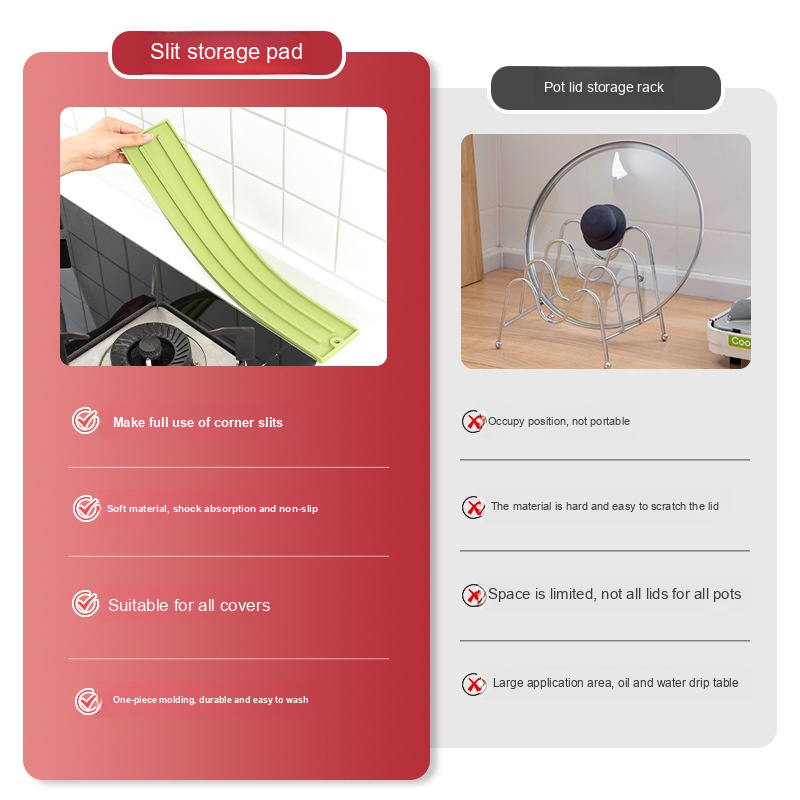 Slit storage pad
Make full use of corner slits
Soft material, shock absorption and non-slip
Suitable for all covers
One-piece molding, durable and easy to wash
Pot lid storage rack
Coo
Occupy position, not portable
The material is hard and easy to scratch the lid
Space is limited, not all lids for all pots
Large application area, oil and water drip table